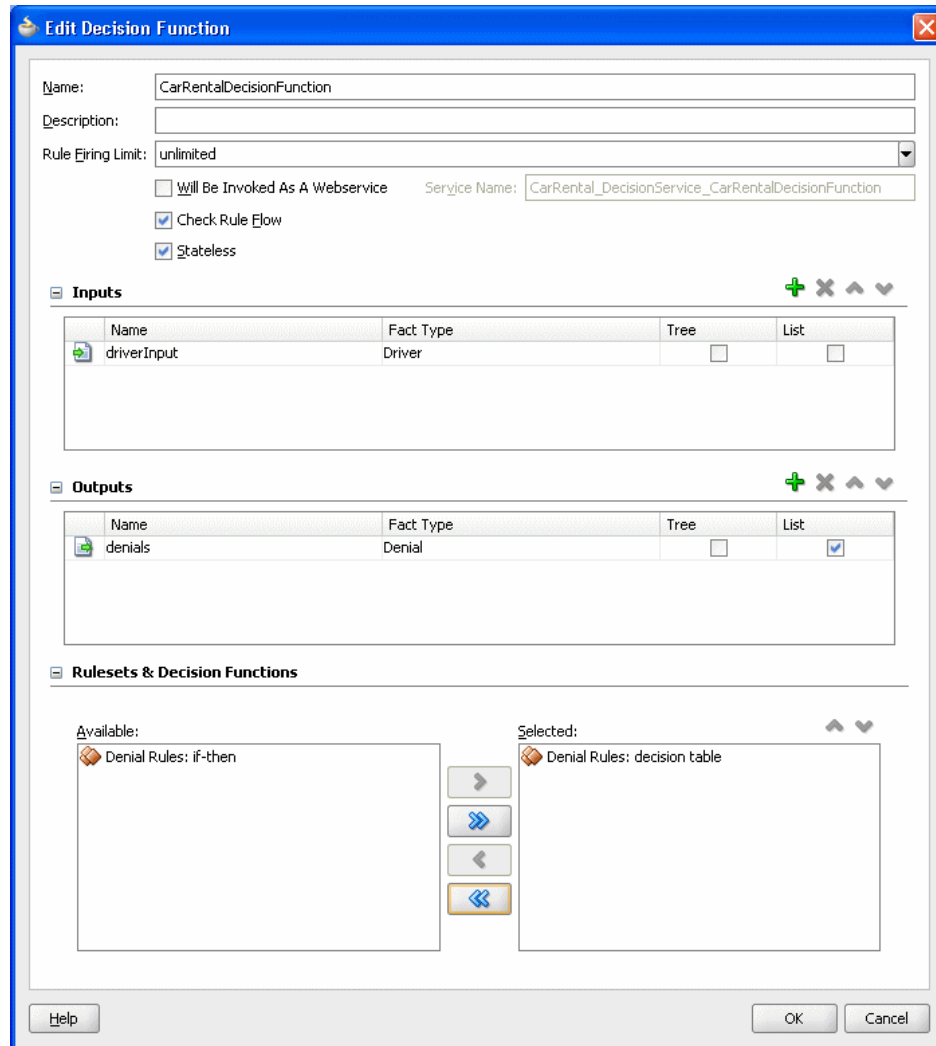 Edit Decision Function
Name: CarRentalDecisionFunction
Description:
Rule Firing Limit: unlimited
Will Be Invoked As A Webservice Service Name: CarRental_DecisionService_CarRentalDecisionFunction
Check Rule Flow
Stateless
Inputs
Name Fact Type Tree List
driverInput Driver
Outputs
Name Fact Type Tree List
denials Denial
Rulesets & Decision Functions
Available: Selected:
Denial Rules: if-then Denial Rules: decision table
Help OK Cancel